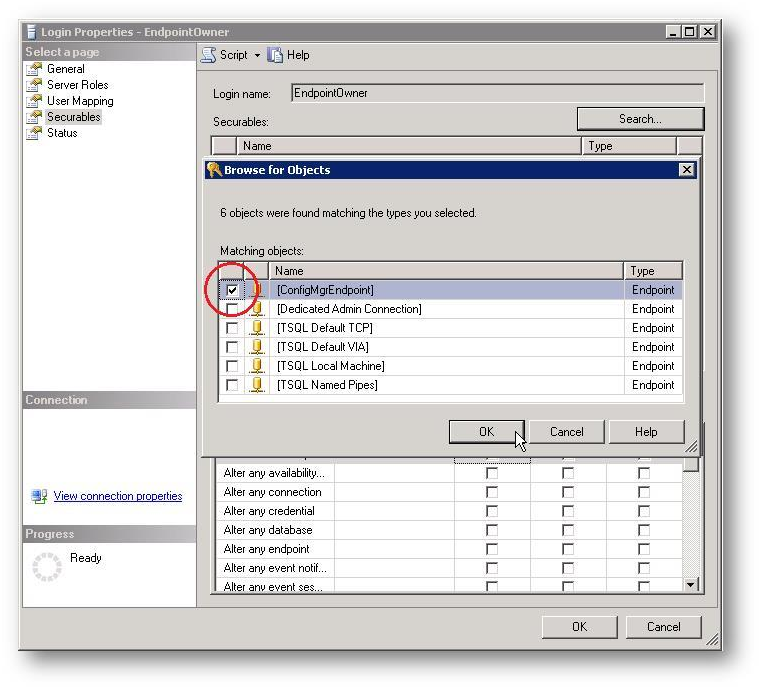 Login Properties - EndpointOwner
Select a page
General
Server Roles
User Mapping
Securables
Status
Script
Help
Login name:
EndpointOwner
Securables:
Search...
Name
Type
Browse for Objects
6 objects were found matching the types you selected.
Matching objects:
Name Type
[ConfigMgrEndpoint] Endpoint
[Dedicated Admin Connection] Endpoint
[TSQL Default TCP] Endpoint
[TSQL Default VIA] Endpoint
[TSQL Local Machine] Endpoint
[TSQL Named Pipes] Endpoint
OK Cancel Help
Connection
View connection properties
Progress
Ready
Alter any availability...
Alter any connection
Alter any credential
Alter any database
Alter any endpoint
Alter any event notif...
Alter any event ses...
OK Cancel